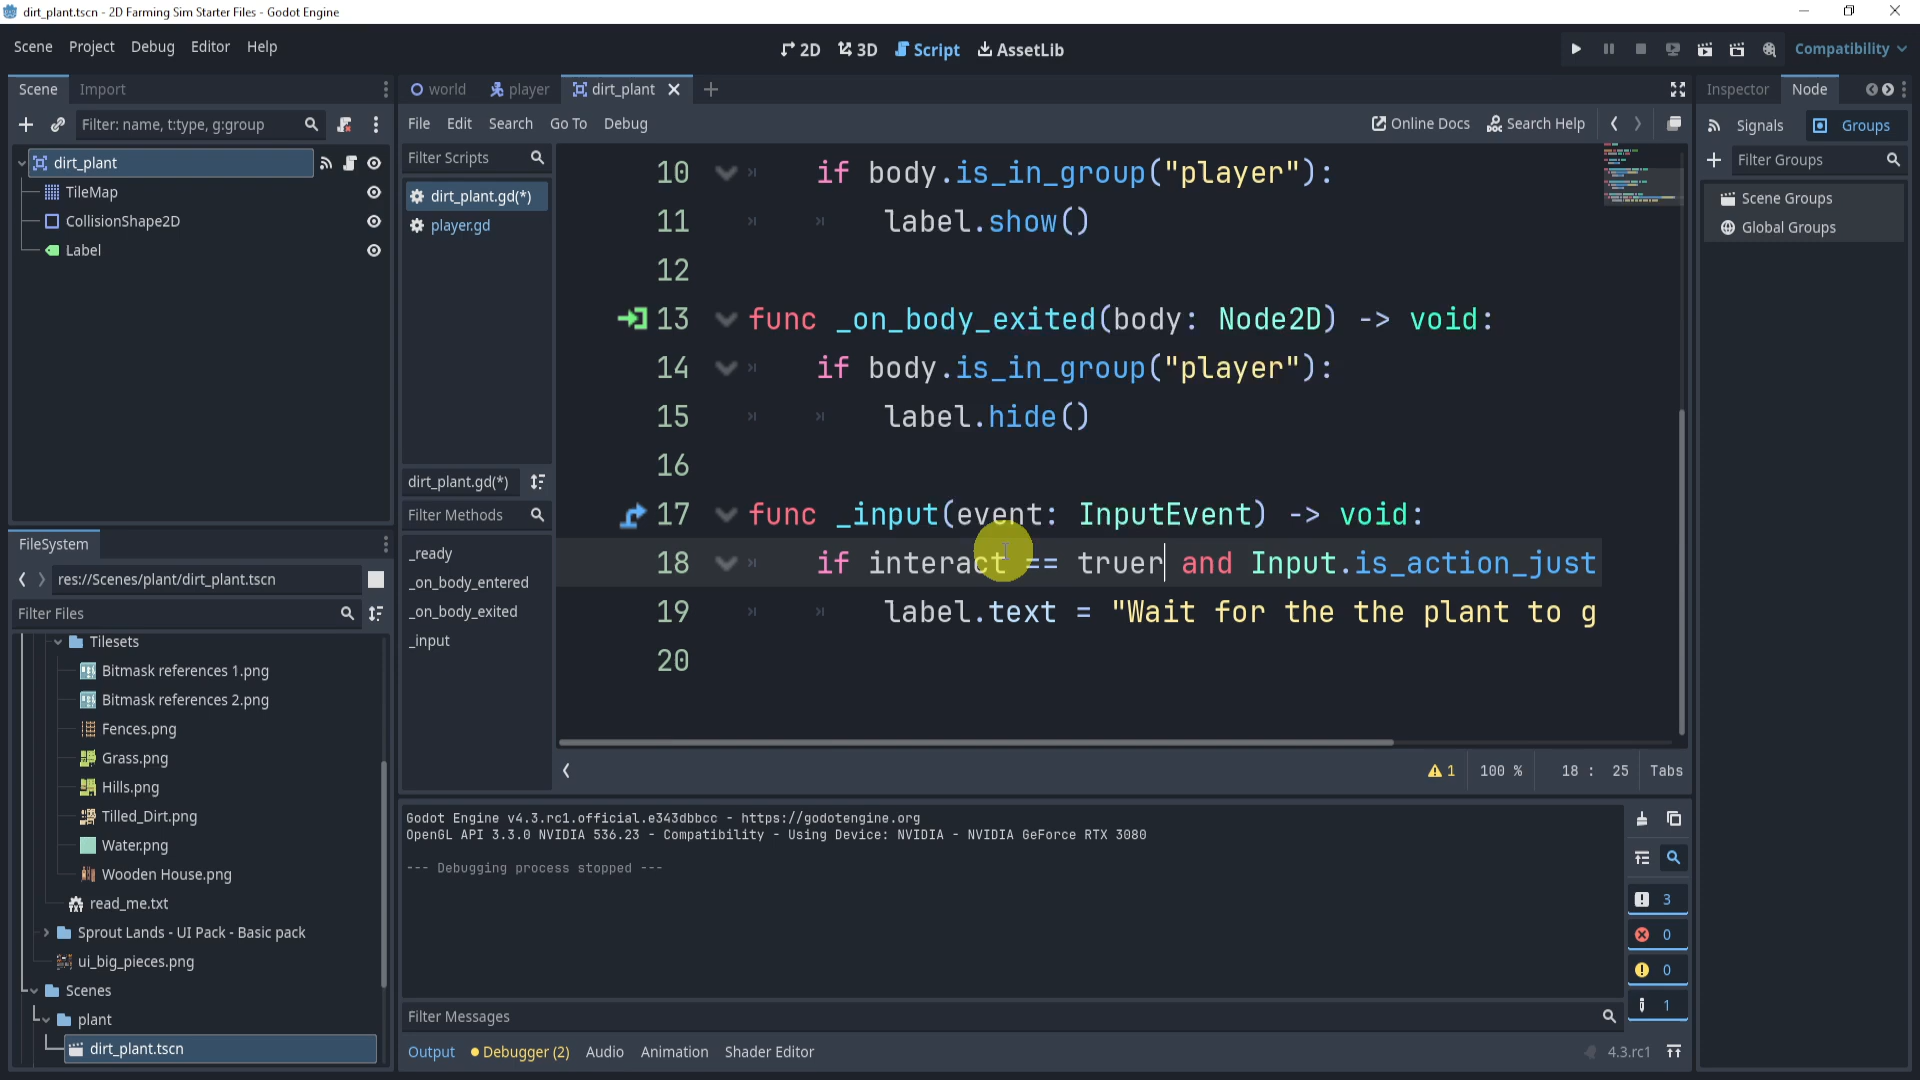 dirt_plant.tscn - 2D Farming Sim Starter Files - Godot Engine
Scene Project Debug Editor Help
2D 3D Script AssetLib
Compatibility
Scene Import
Filter: name, t:type, g:group
dirt_plant
TileMap
CollisionShape2D
Label
FileSystem
res://Scenes/plant/dirt_plant.tscn
Filter Files
Tilesets
Bitmask references 1.png
Bitmask references 2.png
Fences.png
Grass.png
Hills.png
Tilled_Dirt.png
Water.png
Wooden House.png
read_me.txt
Sprout Lands - UI Pack - Basic pack
ui_big_pieces.png
Scenes
plant
dirt_plant.tscn
world player dirt_plant
File Edit Search Go To Debug
Online Docs Search Help
Filter Scripts
dirt_plant.gd(*)
player.gd
dirt_plant.gd(*)
Filter Methods
_ready
_on_body_entered
_on_body_exited
_input
10 if body.is_in_group("player"):
11 label.show()
12
13 func _on_body_exited(body: Node2D) -> void:
14 if body.is_in_group("player"):
15 label.hide()
16
17 func _input(event: InputEvent) -> void:
18 if interact == truer and Input.is_action_just
19 label.text = "Wait for the the plant to g
20
1 100 % 18 : 25 Tabs
Godot Engine v4.3.rc1.official.e343dbbcc - https://godotengine.org
OpenGL API 3.3.0 NVIDIA 536.23 - Compatibility - Using Device: NVIDIA - NVIDIA GeForce RTX 3080
--- Debugging process stopped ---
3
0
0
1
Filter Messages
Output Debugger (2) Audio Animation Shader Editor
4.3.rc1
Inspector Node
Signals Groups
Filter Groups
Scene Groups
Global Groups